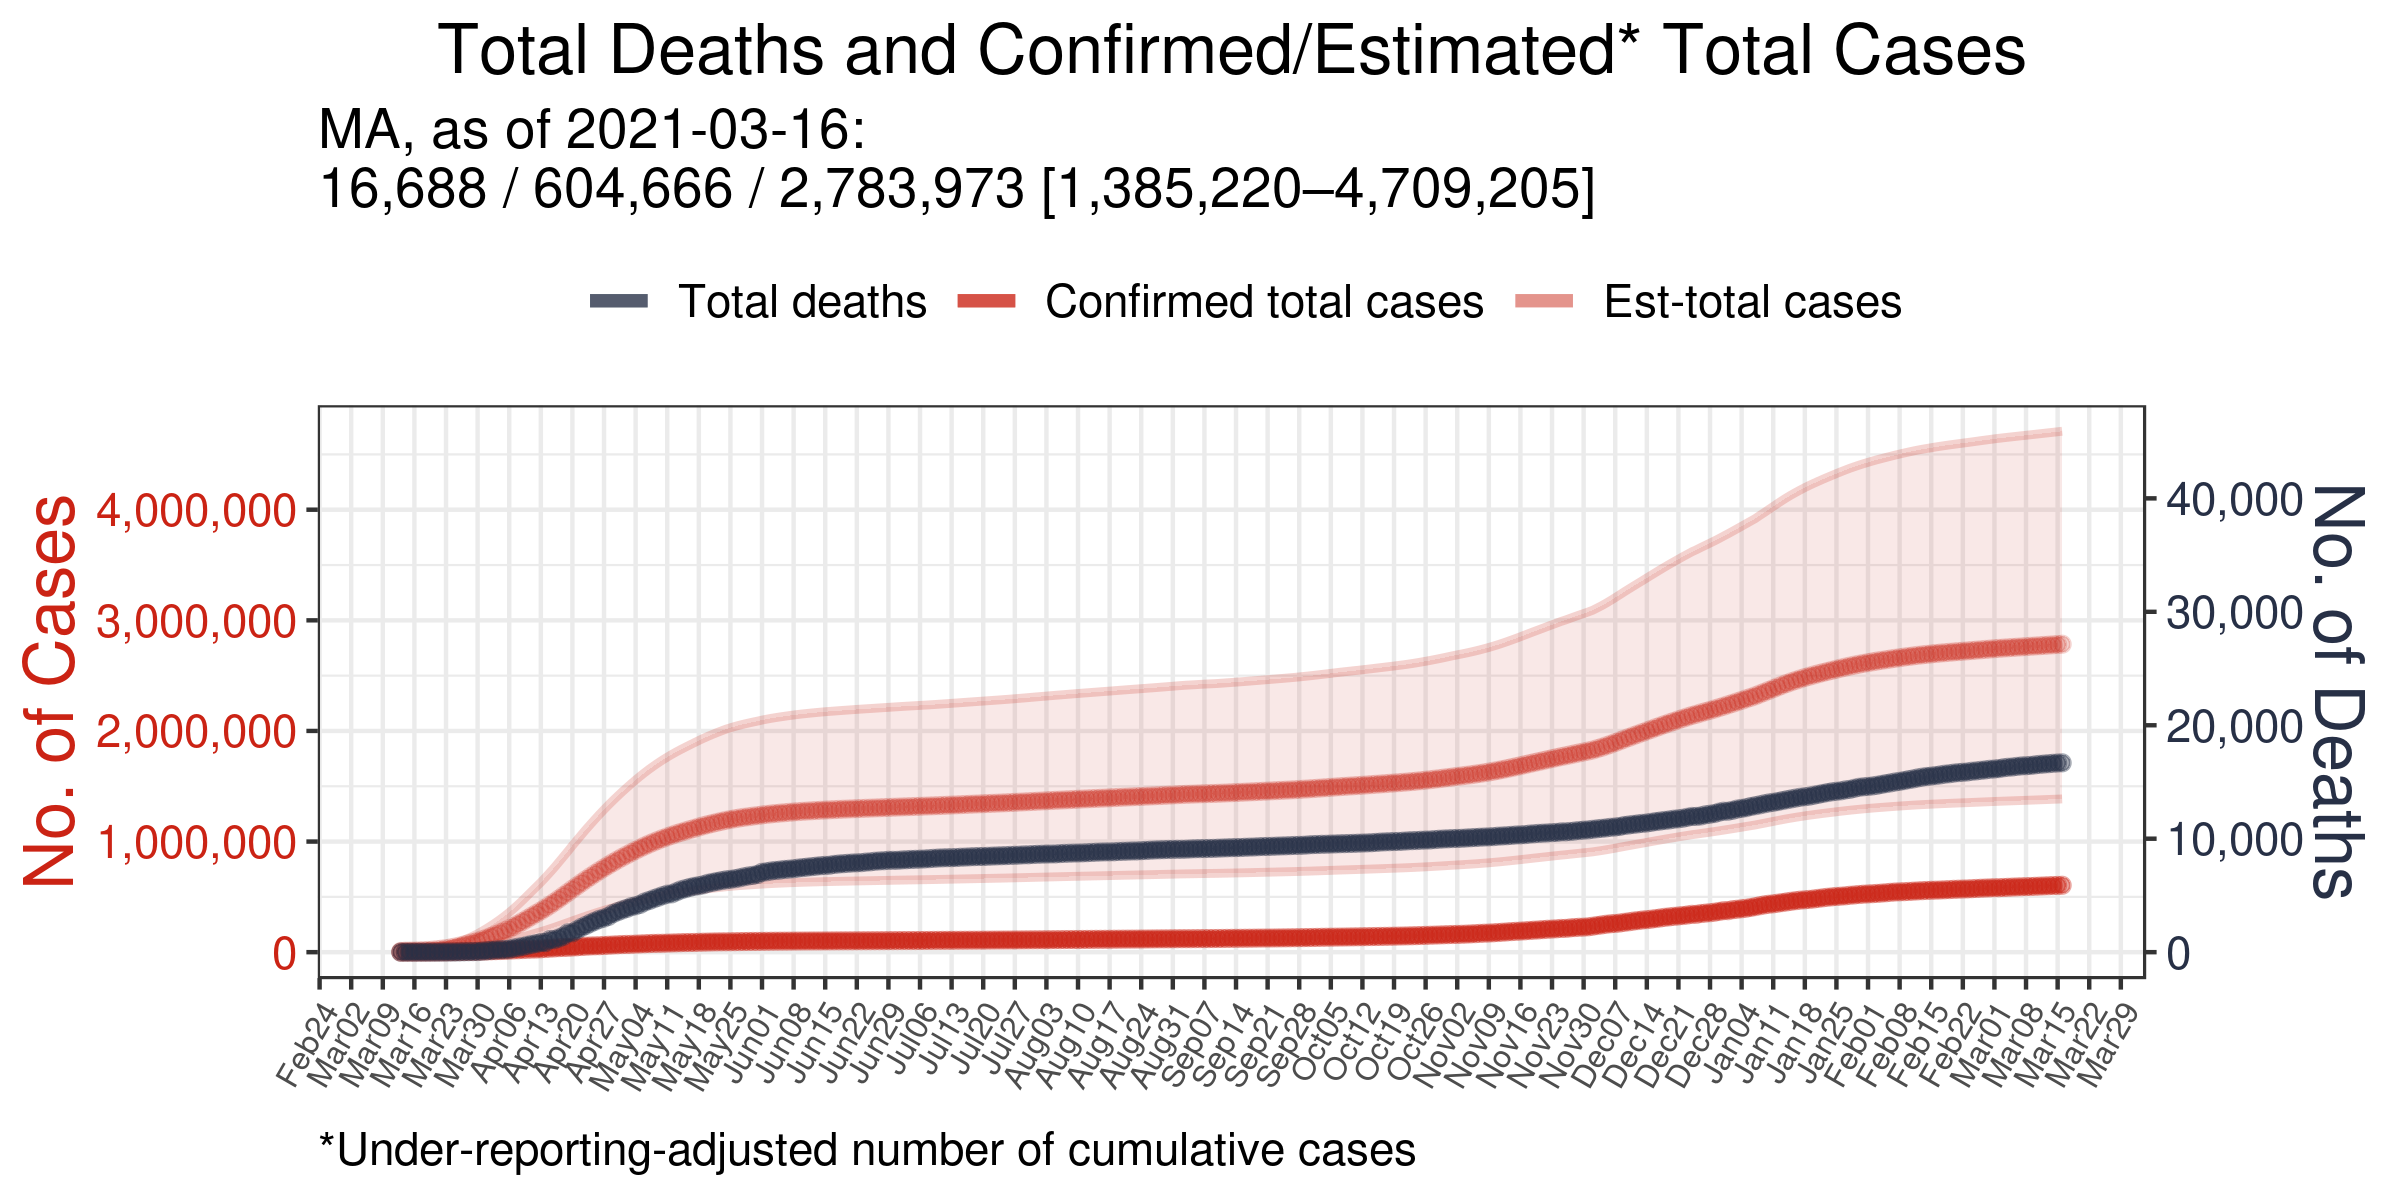 Total Deaths and Confirmed/Estimated* Total Cases
MA, as of 2021-03-16:
16,688 / 604,666 / 2,783,973 [1,385,220–4,709,205]
Total deaths
Confirmed total cases
Est-total cases
No. of Cases
4,000,000
3,000,000
2,000,000
1,000,000
0
40,000
30,000
20,000
10,000
0
No. of Deaths
Feb24
Mar02
Mar09
Mar16
Mar23
Mar30
Apr06
Apr13
Apr20
Apr27
May04
May11
May18
May25
Jun01
Jun08
Jun15
Jun22
Jun29
Jul06
Jul13
Jul20
Jul27
Aug03
Aug10
Aug17
Aug24
Aug31
Sep07
Sep14
Sep21
Sep28
Oct05
Oct12
Oct19
Oct26
Nov02
Nov09
Nov16
Nov23
Nov30
Dec07
Dec14
Dec21
Dec28
Jan04
Jan11
Jan18
Jan25
Feb01
Feb08
Feb15
Feb22
Mar01
Mar08
Mar15
Mar22
Mar29
*Under-reporting-adjusted number of cumulative cases